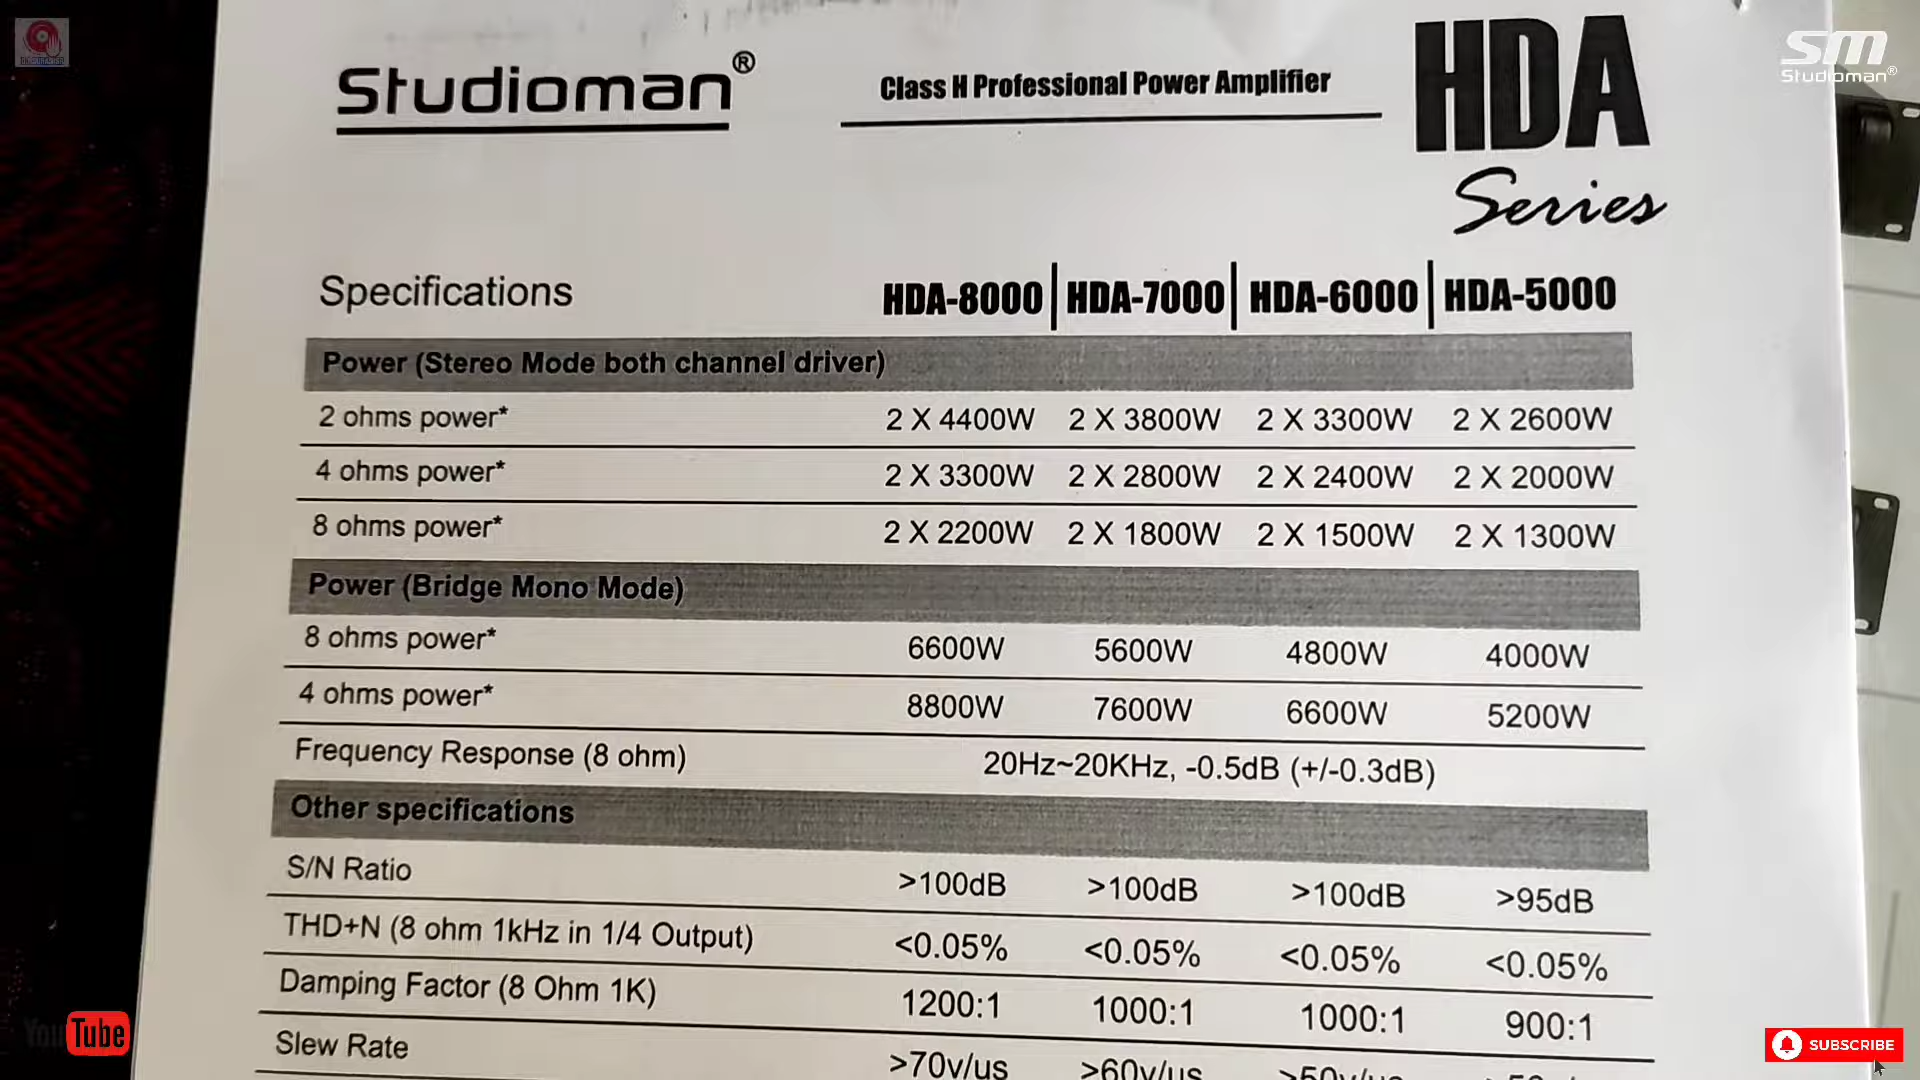 Studioman®
Class H Professional Power Amplifier
HDA
Series
SM
Studioman®
Specifications HDA-8000 HDA-7000 HDA-6000 HDA-5000
Power (Stereo Mode both channel driver)
2 ohms power* 2 X 4400W 2 X 3800W 2 X 3300W 2 X 2600W
4 ohms power* 2 X 3300W 2 X 2800W 2 X 2400W 2 X 2000W
8 ohms power* 2 X 2200W 2 X 1800W 2 X 1500W 2 X 1300W
Power (Bridge Mono Mode)
8 ohms power* 6600W 5600W 4800W 4000W
4 ohms power* 8800W 7600W 6600W 5200W
Frequency Response (8 ohm) 20Hz~20KHz, -0.5dB (+/-0.3dB)
Other specifications
S/N Ratio >100dB >100dB >100dB >95dB
THD+N (8 ohm 1kHz in 1/4 Output) <0.05% <0.05% <0.05% <0.05%
Damping Factor (8 Ohm 1K) 1200:1 1000:1 1000:1 900:1
Slew Rate >70v/us >60v/us >50v/us
YouTube
SUBSCRIBE